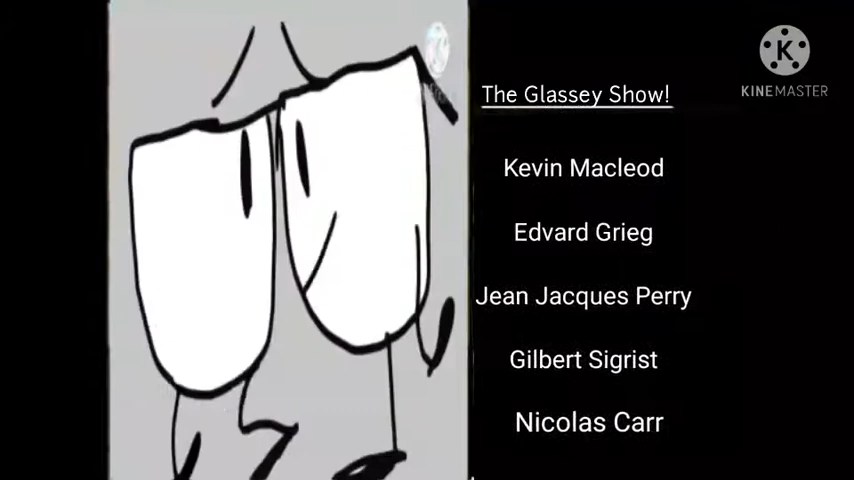 KINEMASTER
The Glassey Show!
Kevin Macleod
Edvard Grieg
Jean Jacques Perry
Gilbert Sigrist
Nicolas Carr